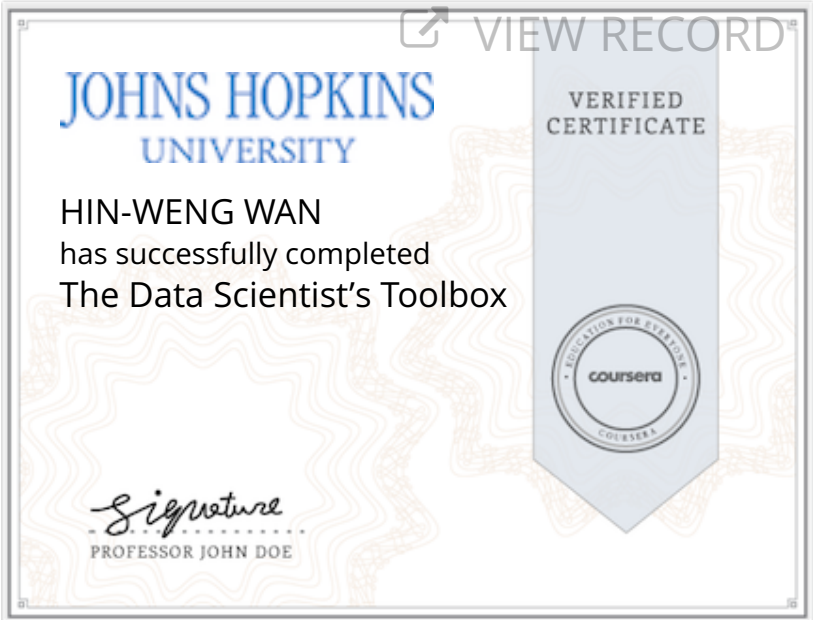 VIEW RECORD
JOHNS HOPKINS
UNIVERSITY
VERIFIED
CERTIFICATE
HIN-WENG WAN
has successfully completed
The Data Scientist’s Toolbox
EDUCATION FOR EVERYONE
coursera
COURSERA
Signature
PROFESSOR JOHN DOE